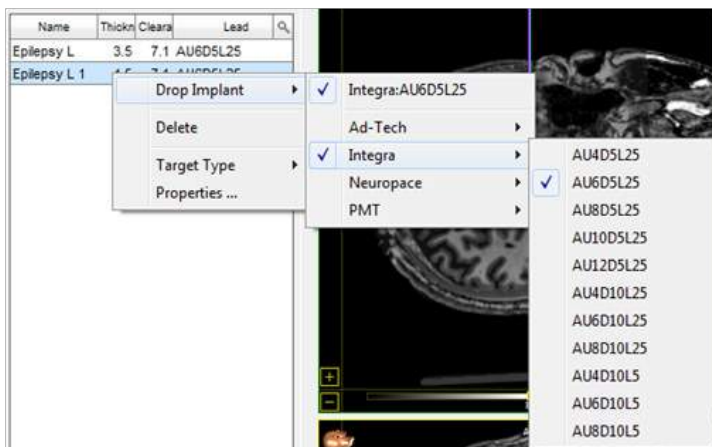 Name Thickn Cleara Lead
Epilepsy L 3.5 7.1 AU6D5L25
Epilepsy L 1
Drop Implant
Delete
Target Type
Properties ...
Integra:AU6D5L25
Ad-Tech
Integra
Neuropace
PMT
AU4D5L25
AU6D5L25
AU8D5L25
AU10D5L25
AU12D5L25
AU4D10L25
AU6D10L25
AU8D10L25
AU4D10L5
AU6D10L5
AU8D10L5